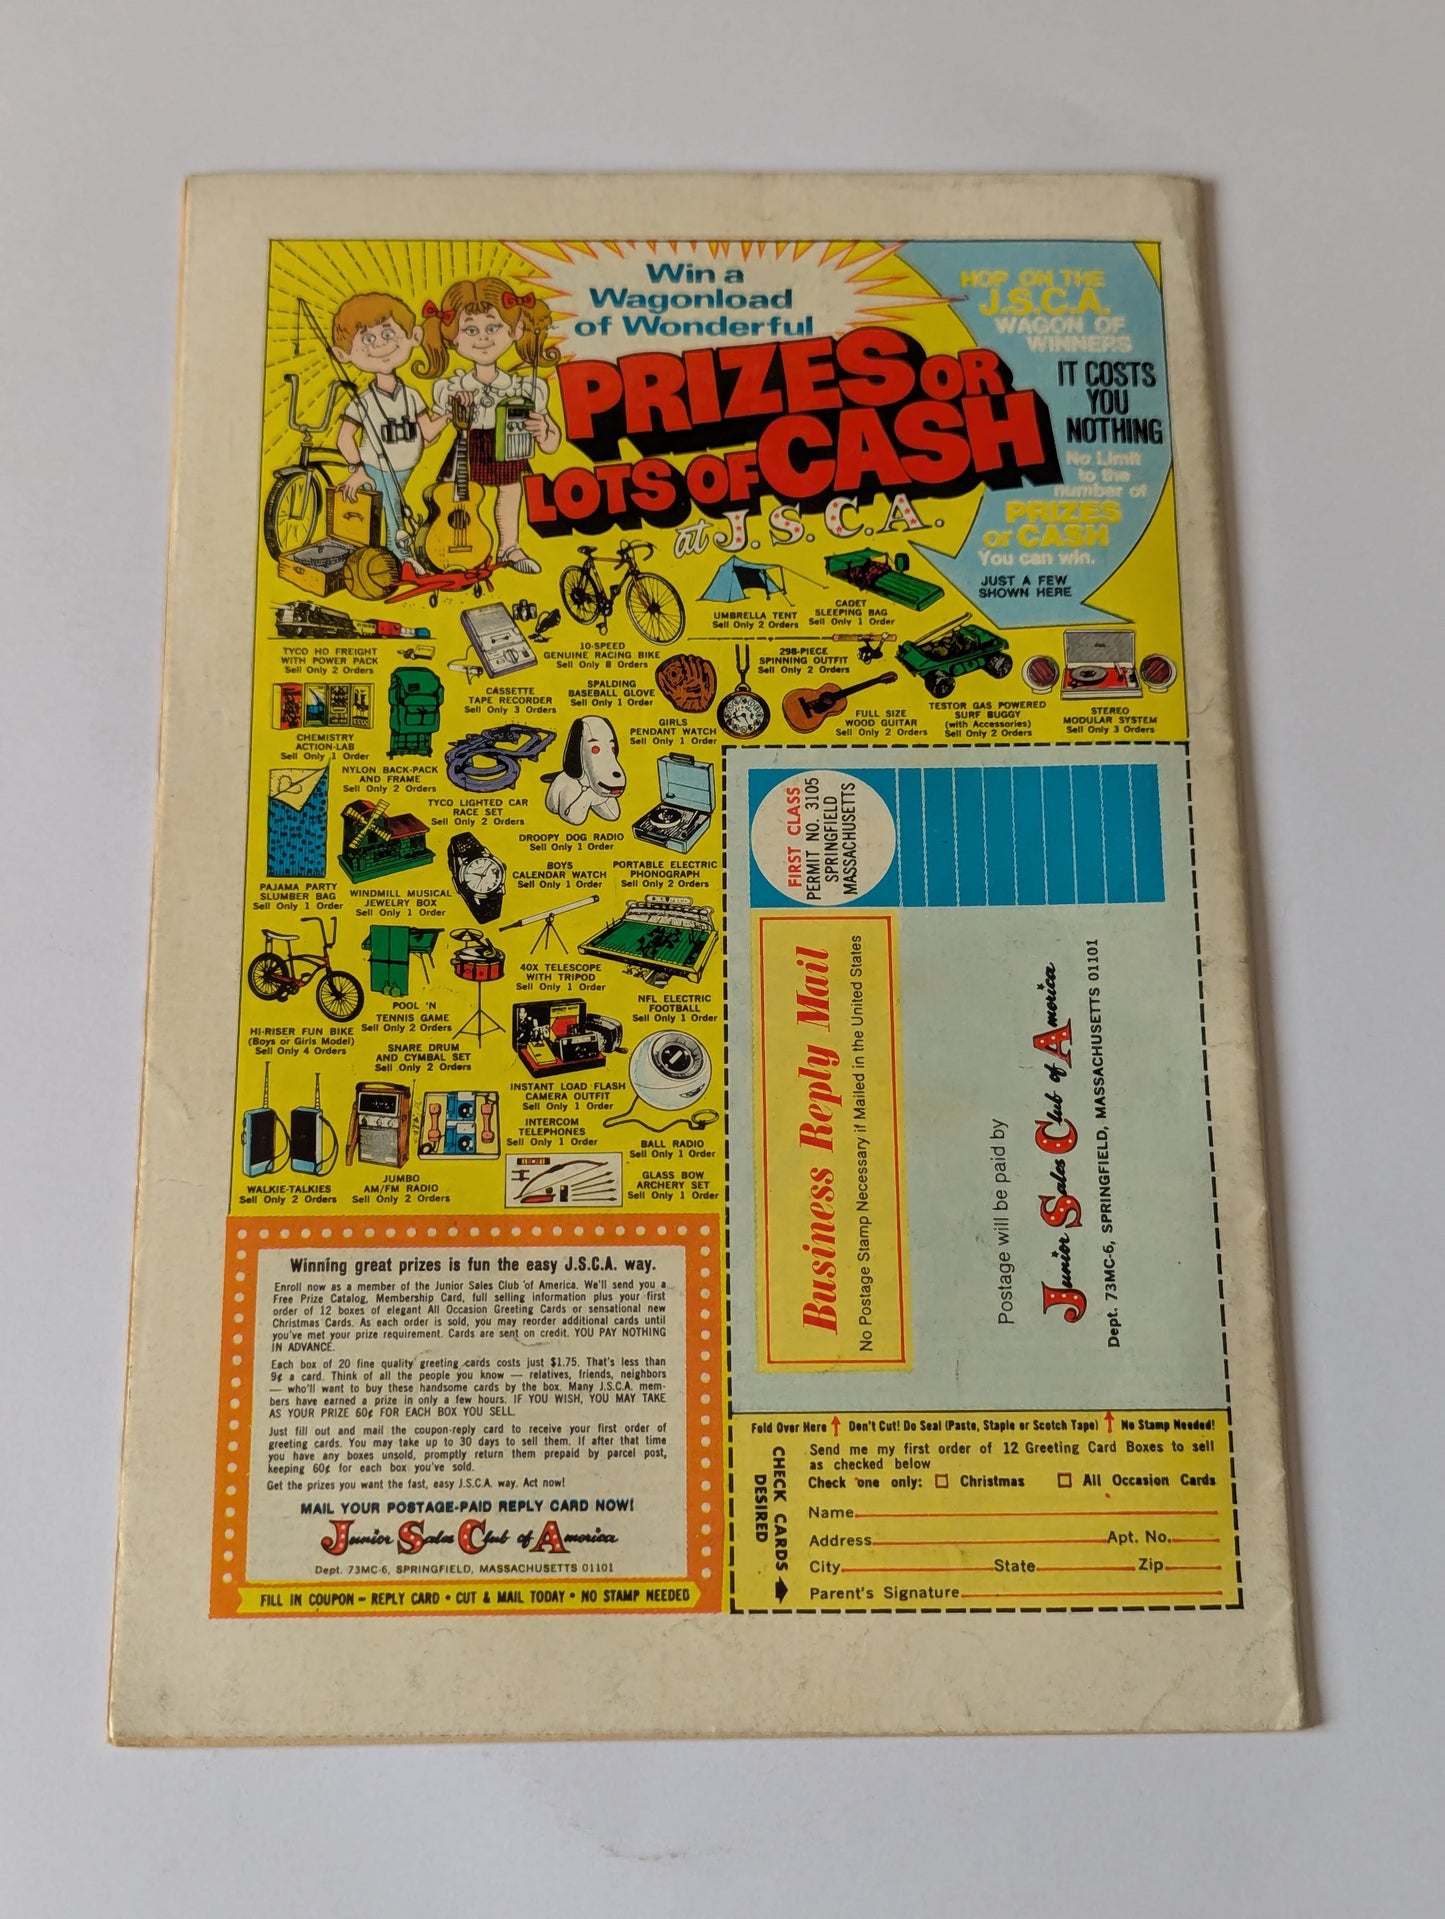 Win a
Wagonload
of Wonderful
PRIZES OR
LOTS OF CASH
at J.S.C.A.
HOP ON THE
J.S.C.A.
WAGON OF
WINNERS
IT COSTS
YOU
NOTHING
No Limit
to the
number of
PRIZES
or CASH
You can win.
JUST A FEW
SHOWN HERE
TYCO HO FREIGHT
WITH POWER PACK
Sell Only 2 Orders
CASSETTE
TAPE RECORDER
Sell Only 3 Orders
10-SPEED
GENUINE RACING BIKE
Sell Only 8 Orders
UMBRELLA TENT
Sell Only 2 Orders
CADET
SLEEPING BAG
Sell Only 1 Order
SPALDING
BASEBALL GLOVE
Sell Only 1 Order
298-PIECE
SPINNING OUTFIT
Sell Only 2 Orders
GIRLS
PENDANT WATCH
Sell Only 1 Order
FULL SIZE
WOOD GUITAR
Sell Only 2 Orders
TESTOR GAS POWERED
SURF BUGGY
(with Accessories)
Sell Only 2 Orders
STEREO
MODULAR SYSTEM
Sell Only 3 Orders
CHEMISTRY
ACTION-LAB
Sell Only 1 Order
NYLON BACK-PACK
AND FRAME
Sell Only 2 Orders
TYCO LIGHTED CAR
RACE SET
Sell Only 2 Orders
DROOPY DOG RADIO
Sell Only 1 Order
PAJAMA PARTY
SLUMBER BAG
Sell Only 1 Order
WINDMILL MUSICAL
JEWELRY BOX
Sell Only 1 Order
BOYS
CALENDAR WATCH
Sell Only 1 Order
PORTABLE ELECTRIC
PHONOGRAPH
Sell Only 2 Orders
HI-RISER FUN BIKE
(Boys or Girls Model)
Sell Only 4 Orders
POOL 'N
TENNIS GAME
Sell Only 2 Orders
SNARE DRUM
AND CYMBAL SET
Sell Only 2 Orders
40X TELESCOPE
WITH TRIPOD
Sell Only 1 Order
NFL ELECTRIC
FOOTBALL
Sell Only 1 Order
INSTANT LOAD FLASH
CAMERA OUTFIT
Sell Only 1 Order
INTERCOM
TELEPHONES
Sell Only 1 Order
BALL RADIO
Sell Only 1 Order
WALKIE-TALKIES
Sell Only 2 Orders
JUMBO
AM/FM RADIO
Sell Only 2 Orders
GLASS BOW
ARCHERY SET
Sell Only 1 Order
Winning great prizes is fun the easy J.S.C.A. way.
Enroll now as a member of the Junior Sales Club of America. We'll send you a
Free Prize Catalog, Membership Card, full selling information plus your first
order of 12 boxes of elegant All Occasion Greeting Cards or sensational new
Christmas Cards. As each order is sold, you may reorder additional cards until
you've met your prize requirement. Cards are sent on credit. YOU PAY NOTHING
IN ADVANCE.
Each box of 20 fine quality greeting cards costs just $1.75. That's less than
9¢ a card. Think of all the people you know — relatives, friends, neighbors
— who'll want to buy these handsome cards by the box. Many J.S.C.A. mem-
bers have earned a prize in only a few hours. IF YOU WISH, YOU MAY TAKE
AS YOUR PRIZE 60¢ FOR EACH BOX YOU SELL.
Just fill out and mail the coupon-reply card to receive your first order of
greeting cards. You may take up to 30 days to sell them. If after that time
you have any boxes unsold, promptly return them prepaid by parcel post,
keeping 60¢ for each box you've sold.
Get the prizes you want the fast, easy J.S.C.A. way. Act now!
MAIL YOUR POSTAGE-PAID REPLY CARD NOW!
Junior Sales Club of America
Dept. 73MC-6, SPRINGFIELD, MASSACHUSETTS 01101
FILL IN COUPON – REPLY CARD • CUT & MAIL TODAY • NO STAMP NEEDED
FIRST CLASS
PERMIT NO. 3105
SPRINGFIELD
MASSACHUSETTS
Business Reply Mail
No Postage Stamp Necessary if Mailed in the United States
Postage will be paid by
Junior Sales Club of America
Dept. 73MC-6, SPRINGFIELD, MASSACHUSETTS 01101
Fold Over Here Don't Cut! Do Seal (Paste, Staple or Scotch Tape) No Stamp Needed!
CHECK CARDS
DESIRED
Send me my first order of 12 Greeting Card Boxes to sell
as checked below
Check one only: Christmas All Occasion Cards
Name
Address Apt. No.
City State Zip
Parent's Signature